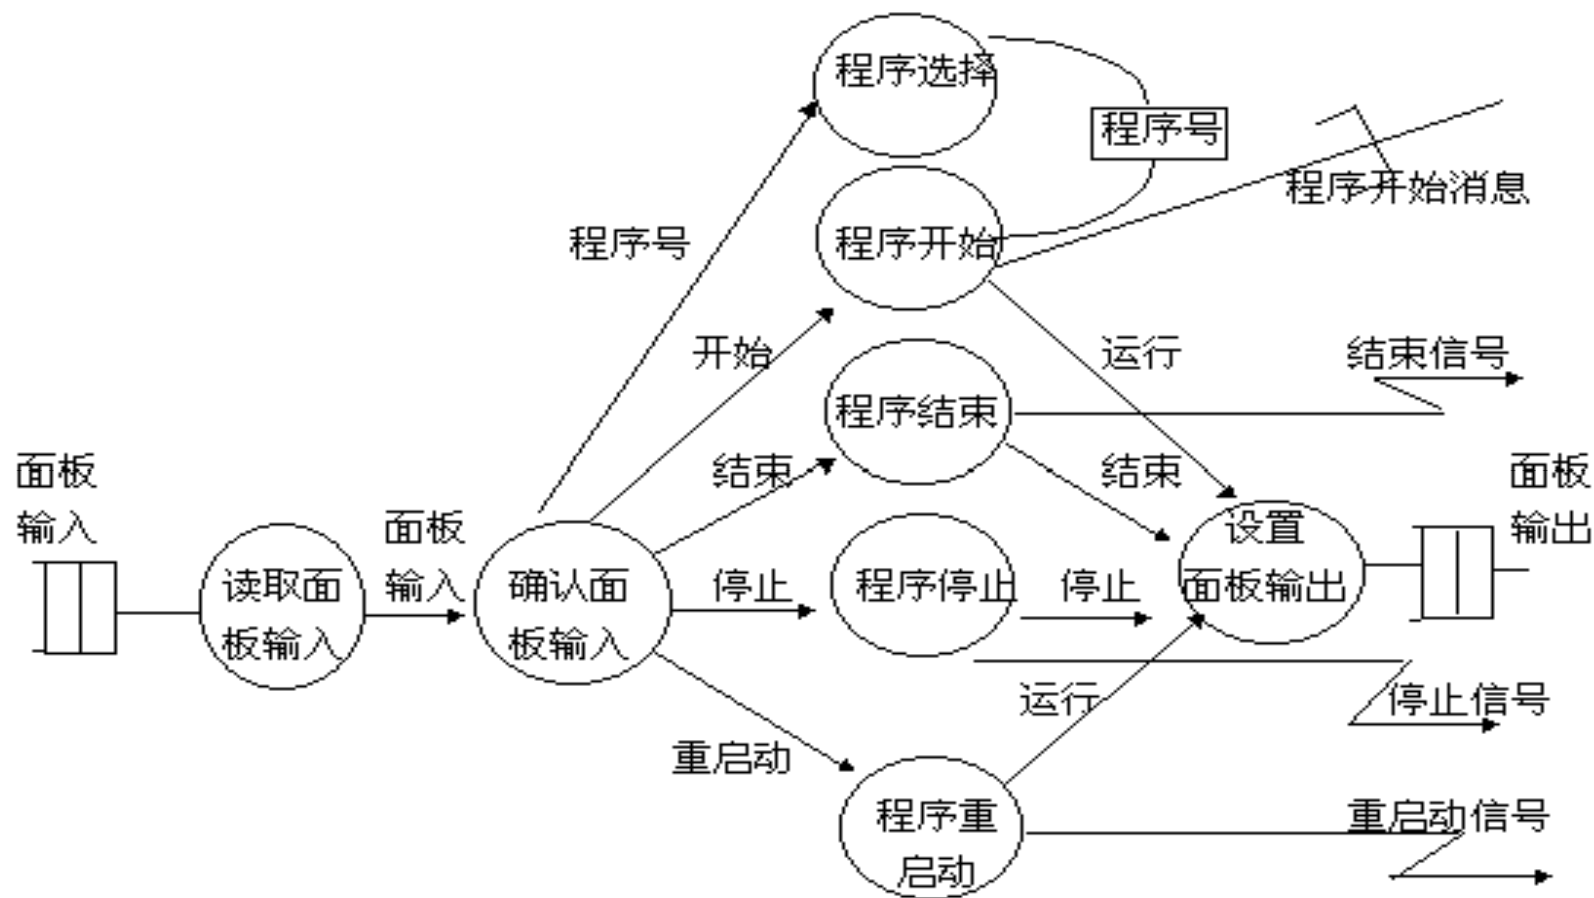 程序选择
程序号
程序开始消息
程序号
程序开始
开始
运行
结束信号
程序结束
面板
输入
面板
输入
结束
结束
面板
输出
读取面
板输入
确认面
板输入
停止
程序停止
停止
设置
面板输出
运行
停止信号
重启动
程序重
启动
重启动信号